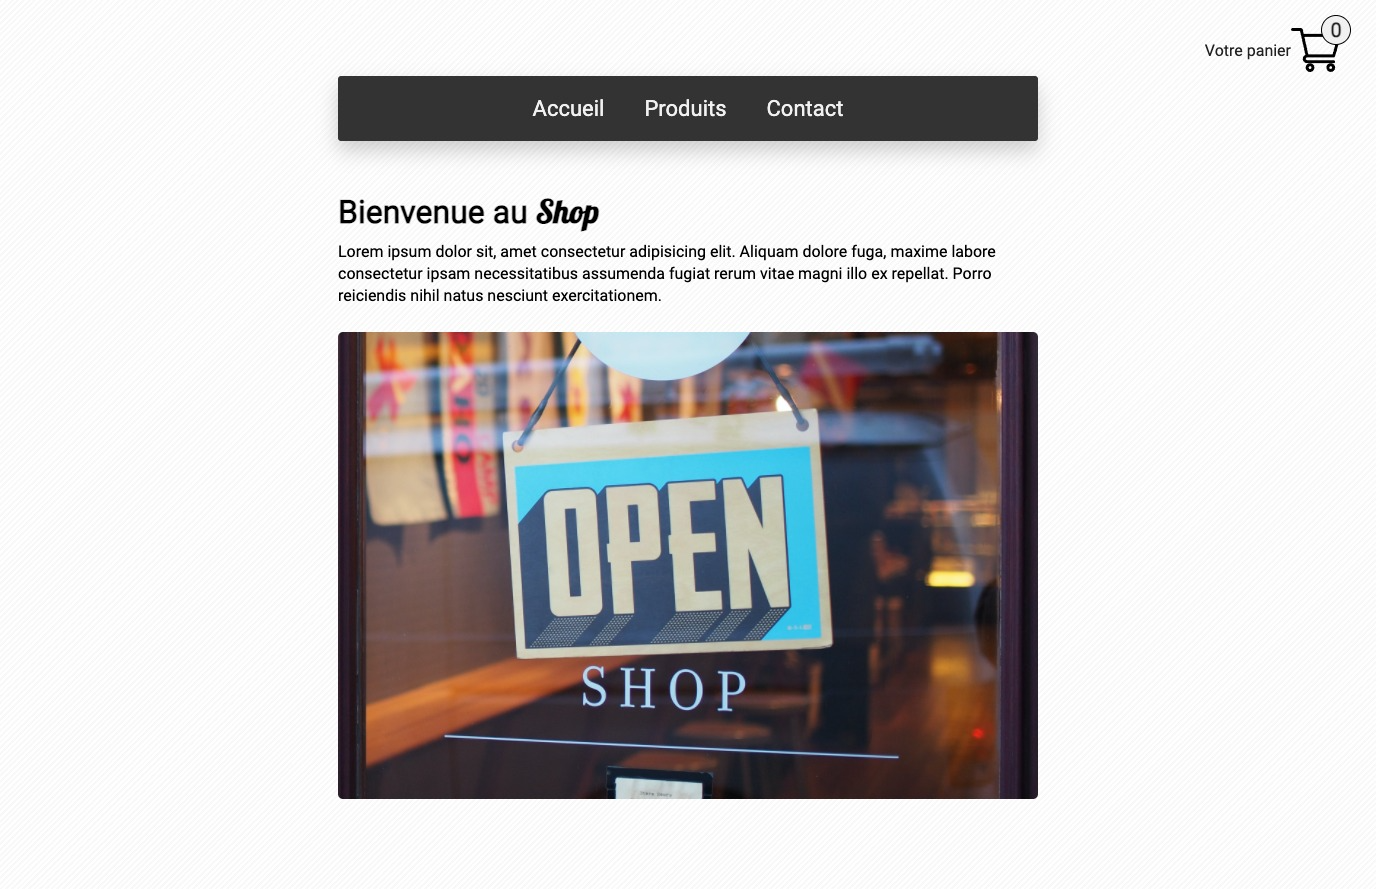 Votre panier 0
Accueil Produits Contact
Bienvenue au Shop
Lorem ipsum dolor sit, amet consectetur adipisicing elit. Aliquam dolore fuga, maxime labore
consectetur ipsam necessitatibus assumenda fugiat rerum vitae magni illo ex repellat. Porro
reiciendis nihil natus nesciunt exercitationem.
OPEN
SHOP